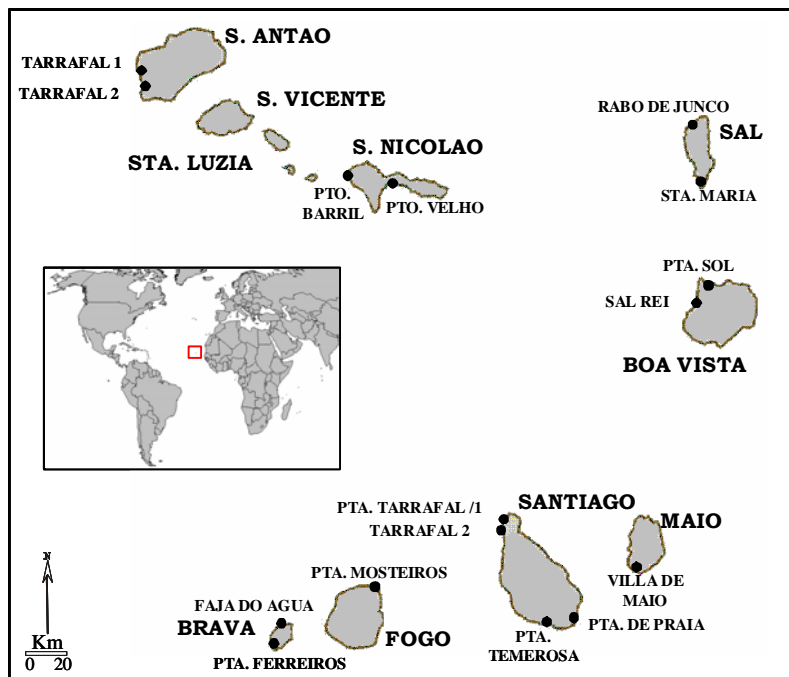 S. ANTAO
TARRAFAL 1
TARRAFAL 2
S. VICENTE
STA. LUZIA
S. NICOLAO
PTO.
BARRIL
PTO. VELHO
RABO DE JUNCO
SAL
STA. MARIA
PTA. SOL
SAL REI
BOA VISTA
PTA. TARRAFAL /1
TARRAFAL 2
SANTIAGO
MAIO
VILLA DE
MAIO
PTA. DE PRAIA
PTA.
TEMEROSA
PTA. MOSTEIROS
FOGO
FAJA DO AGUA
BRAVA
PTA. FERREIROS
N
Km
0 20